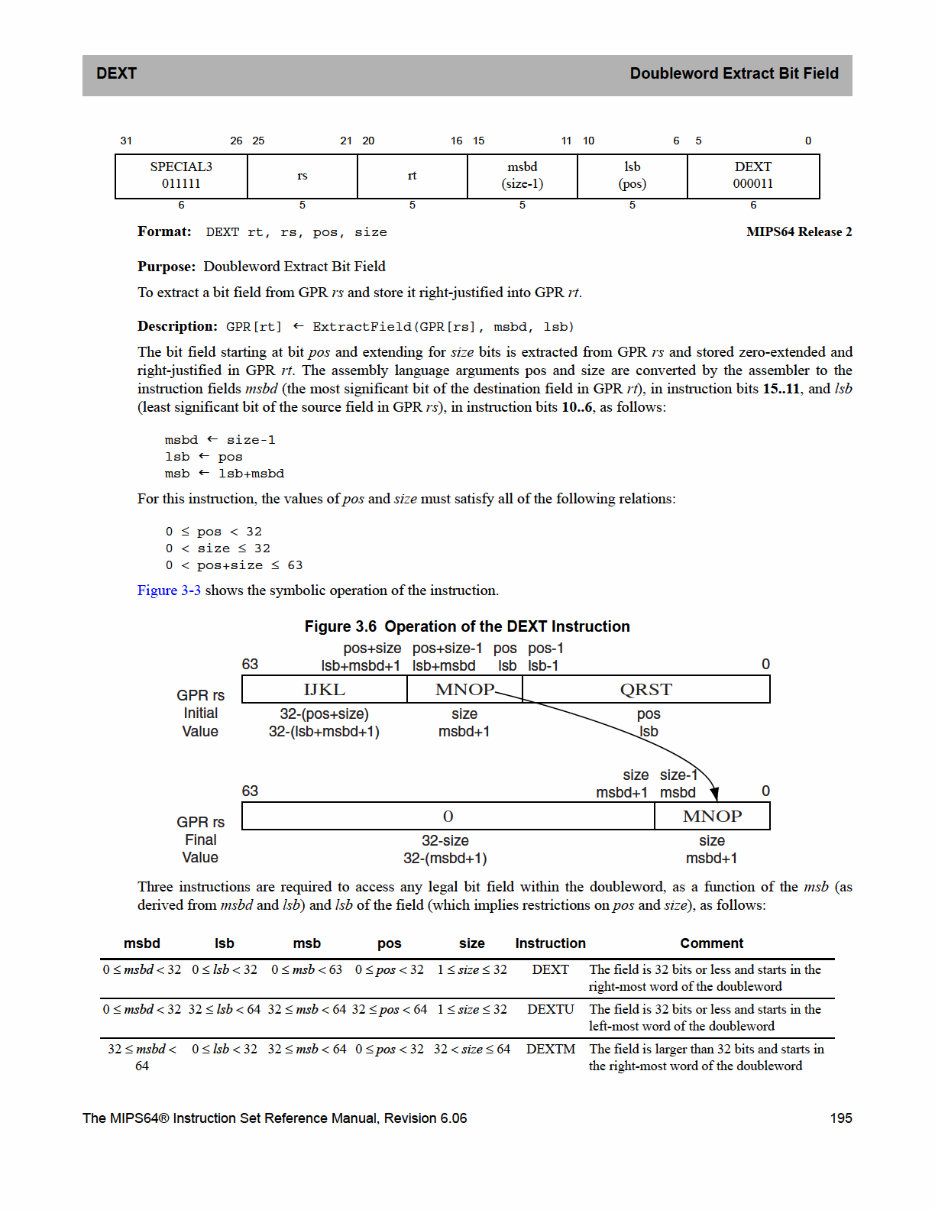 DEXT Doubleword Extract Bit Field
31 26 25 21 20 16 15 11 10 6 5 0
SPECIAL3 rs rt msbd lsb DEXT
011111 (size-1) (pos) 000011
6 5 5 5 5 6
Format: DEXT rt, rs, pos, size MIPS64 Release 2
Purpose: Doubleword Extract Bit Field
To extract a bit field from GPR rs and store it right-justified into GPR rt.
Description: GPR[rt] ← ExtractField(GPR[rs], msbd, lsb)
The bit field starting at bit pos and extending for size bits is extracted from GPR rs and stored zero-extended and
right-justified in GPR rt. The assembly language arguments pos and size are converted by the assembler to the
instruction fields msbd (the most significant bit of the destination field in GPR rt), in instruction bits 15..11, and lsb
(least significant bit of the source field in GPR rs), in instruction bits 10..6, as follows:
msbd ← size-1
lsb ← pos
msb ← lsb+msbd
For this instruction, the values of pos and size must satisfy all of the following relations:
0 ≤ pos < 32
0 < size ≤ 32
0 < pos+size ≤ 63
Figure 3-3 shows the symbolic operation of the instruction.
Figure 3.6 Operation of the DEXT Instruction
pos+size pos+size-1 pos pos-1
63 lsb+msbd+1 lsb+msbd lsb lsb-1 0
GPR rs IJKL MNOP QRST
Initial 32-(pos+size) size pos
Value 32-(lsb+msbd+1) msbd+1 lsb
size size-1
63 msbd+1 msbd 0
GPR rs 0 MNOP
Final 32-size size
Value 32-(msbd+1) msbd+1
Three instructions are required to access any legal bit field within the doubleword, as a function of the msb (as
derived from msbd and lsb) and lsb of the field (which implies restrictions on pos and size), as follows:
msbd lsb msb pos size Instruction Comment
0 ≤ msbd < 32 0 ≤ lsb < 32 0 ≤ msb < 63 0 ≤ pos < 32 1 ≤ size ≤ 32 DEXT The field is 32 bits or less and starts in the
right-most word of the doubleword
0 ≤ msbd < 32 32 ≤ lsb < 64 32 ≤ msb < 64 32 ≤ pos < 64 1 ≤ size ≤ 32 DEXTU The field is 32 bits or less and starts in the
left-most word of the doubleword
32 ≤ msbd < 0 ≤ lsb < 32 32 ≤ msb < 64 0 ≤ pos < 32 32 < size ≤ 64 DEXTM The field is larger than 32 bits and starts in
64 the right-most word of the doubleword
The MIPS64® Instruction Set Reference Manual, Revision 6.06 195